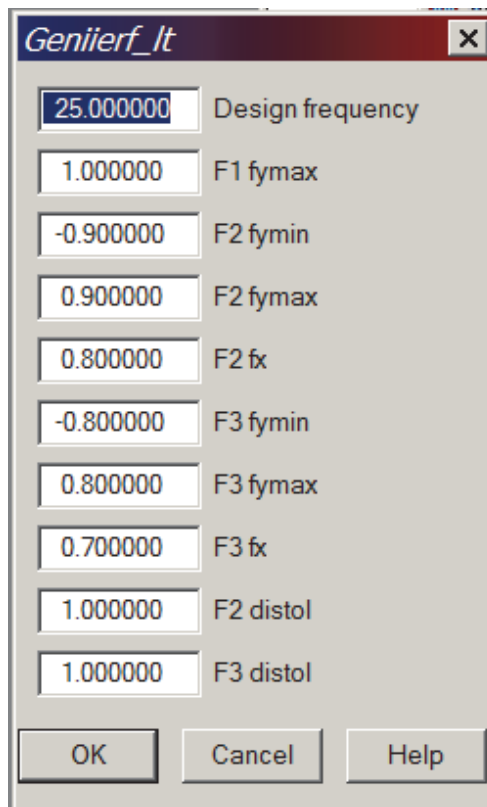 Geniierf_lt
25.000000 Design frequency
1.000000 F1 fymax
-0.900000 F2 fymin
0.900000 F2 fymax
0.800000 F2 fx
-0.800000 F3 fymin
0.800000 F3 fymax
0.700000 F3 fx
1.000000 F2 distol
1.000000 F3 distol
OK Cancel Help